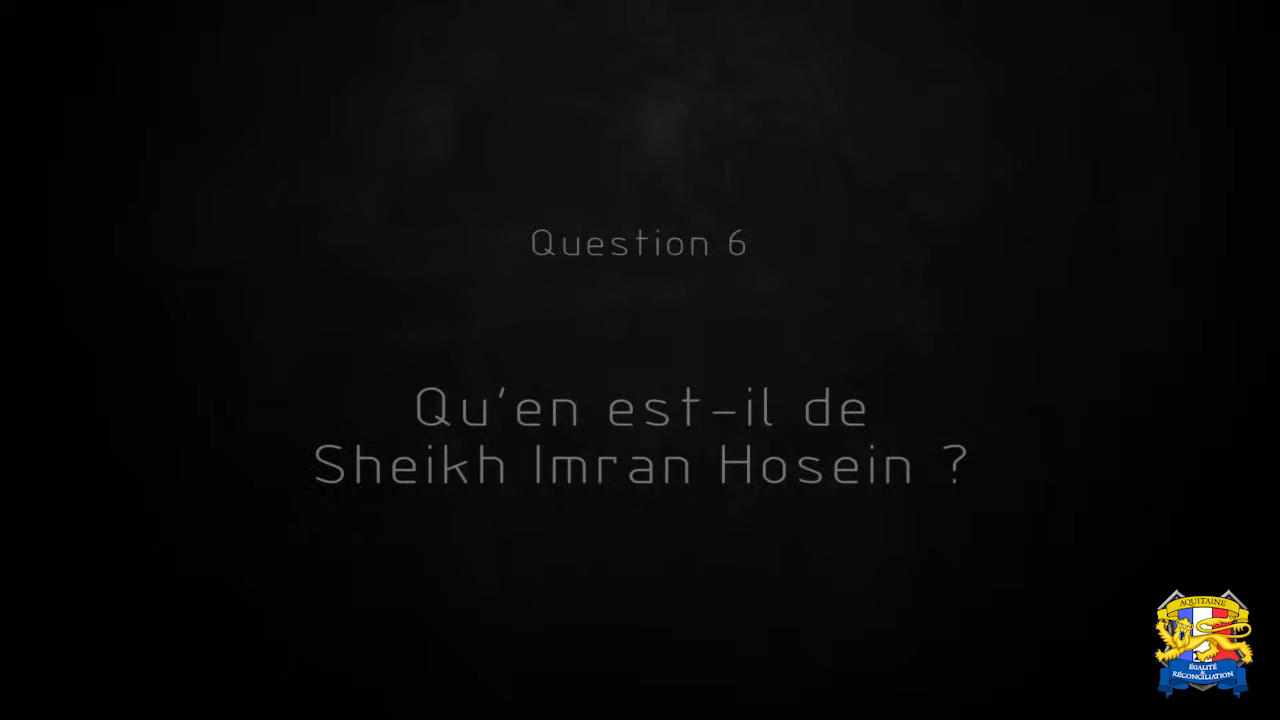 Question 6
Qu'en est-il de
Sheikh Imran Hosein ?
AQUITAINE
ÉGALITÉ
&
RÉCONCILIATION